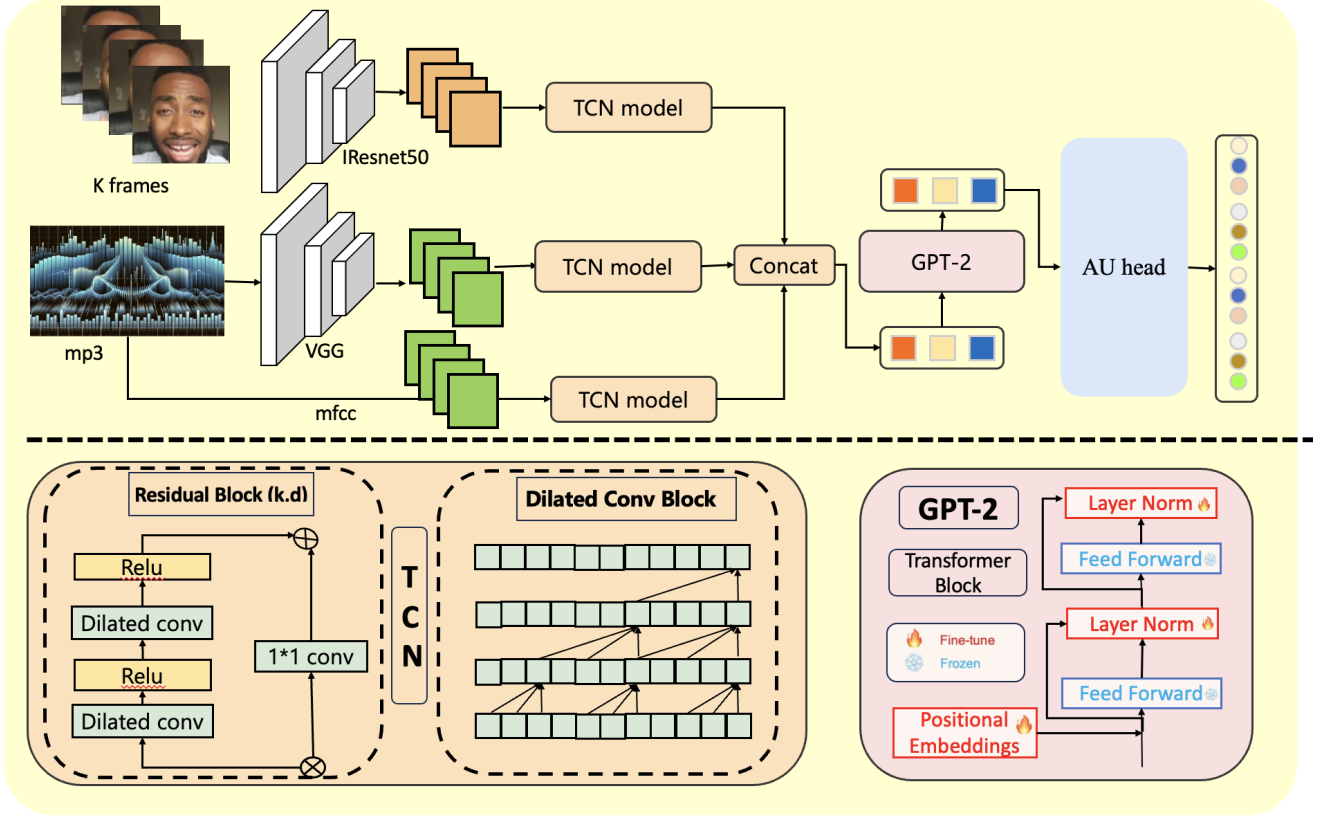 K frames
IResnet50
TCN model
mp3
VGG
TCN model
Concat
GPT-2
AU head
mfcc
TCN model
Residual Block (k.d)
Relu
Dilated conv
Relu
Dilated conv
1*1 conv
T
C
N
Dilated Conv Block
GPT-2
Transformer
Block
Fine-tune
Frozen
Layer Norm
Feed Forward
Layer Norm
Feed Forward
Positional
Embeddings